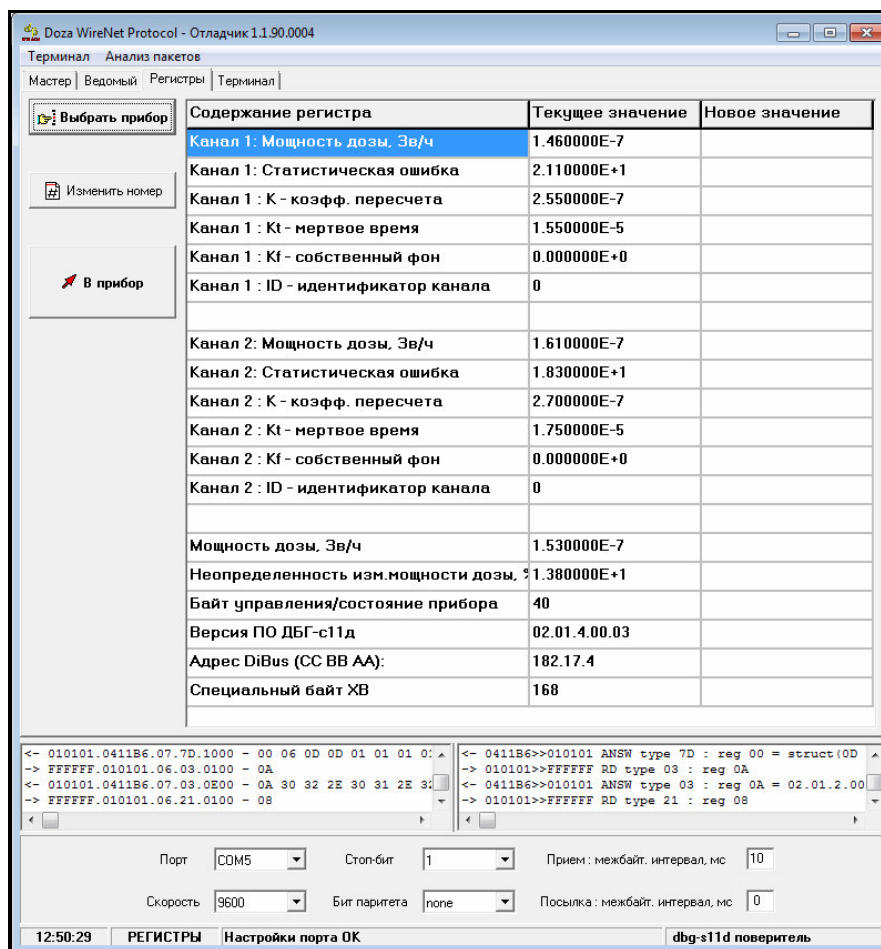 Doza WireNet Protocol - Отладчик 1.1.90.0004
Терминал Анализ пакетов
Мастер Ведомый Регистры Терминал
Выбрать прибор
Изменить номер
В прибор
Содержание регистра Текущее значение Новое значение
Канал 1: Мощность дозы, Зв/ч 1.460000E-7
Канал 1: Статистическая ошибка 2.110000E+1
Канал 1 : K - коэфф. пересчета 2.550000E-7
Канал 1 : Kt - мертвое время 1.550000E-5
Канал 1 : Kf - собственный фон 0.000000E+0
Канал 1 : ID - идентификатор канала 0
Канал 2: Мощность дозы, Зв/ч 1.610000E-7
Канал 2: Статистическая ошибка 1.830000E+1
Канал 2 : K - коэфф. пересчета 2.700000E-7
Канал 2 : Kt - мертвое время 1.750000E-5
Канал 2 : Kf - собственный фон 0.000000E+0
Канал 2 : ID - идентификатор канала 0
Мощность дозы, Зв/ч 1.530000E-7
Неопределенность изм.мощности дозы, % 1.380000E+1
Байт управления/состояние прибора 40
Версия ПО ДБГ-с11д 02.01.4.00.03
Адрес DiBus (CC BB AA): 182.17.4
Специальный байт XB 168
<- 010101.0411B6.07.7D.1000 - 00 06 0D 0D 01 01 01
-> FFFFFF.010101.06.03.0100 - 0A
<- 010101.0411B6.07.03.0E00 - 0A 30 32 2E 30 31 2E
-> FFFFFF.010101.06.21.0100 - 08
<- 0411B6>>010101 ANSW type 7D : reg 00 = struct(0D
-> 010101>>FFFFFF RD type 03 : reg 0A
<- 0411B6>>010101 ANSW type 03 : reg 0A = 02.01.2.00
-> 010101>>FFFFFF RD type 21 : reg 08
Порт COM5 Стоп-бит 1 Прием : межбайт. интервал, мс 10
Скорость 9600 Бит паритета none Посылка : межбайт. интервал, мс 0
12:50:29 РЕГИСТРЫ Настройки порта OK dbg-s11d поверитель